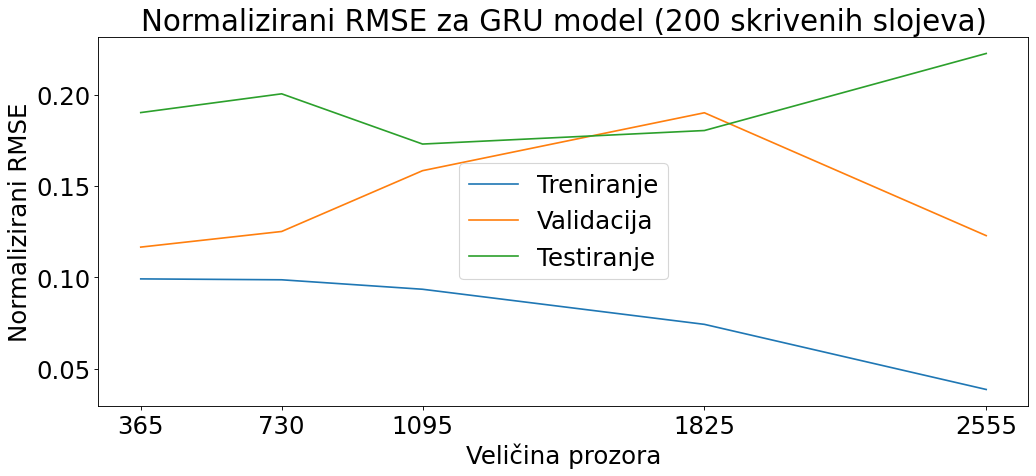 Normalizirani RMSE za GRU model (200 skrivenih slojeva)
Normalizirani RMSE
0.20
0.15
0.10
0.05
Treniranje
Validacija
Testiranje
365 730 1095 1825 2555
Veličina prozora